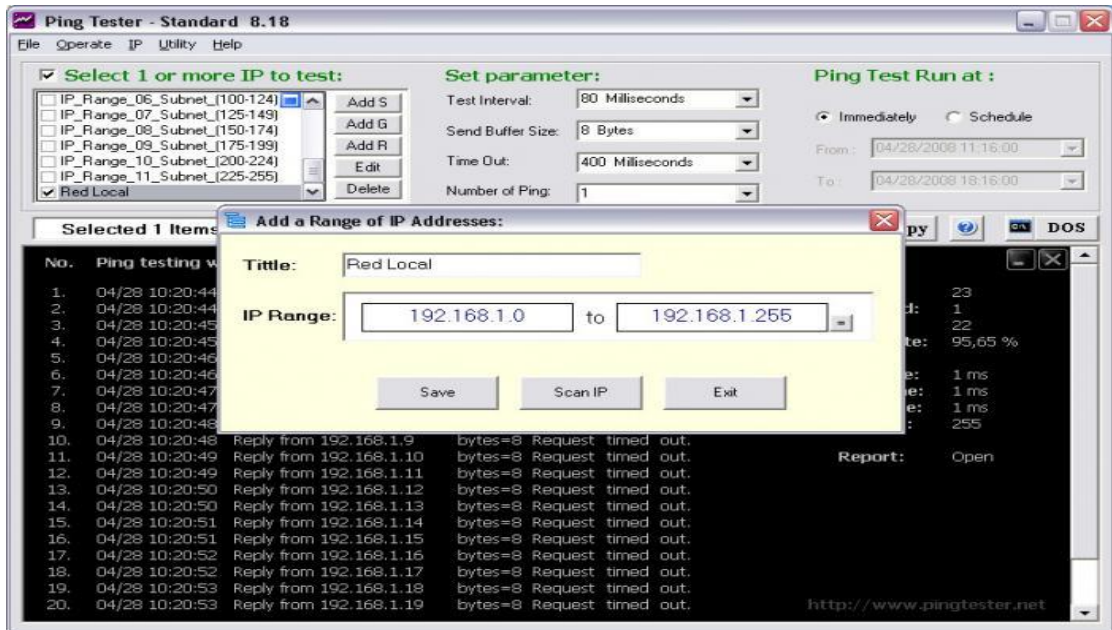 Ping Tester - Standard 8.18
File Operate IP Utility Help
Select 1 or more IP to test:
IP_Range_06_Subnet_(100-124)
IP_Range_07_Subnet_(125-149)
IP_Range_08_Subnet_(150-174)
IP_Range_09_Subnet_(175-199)
IP_Range_10_Subnet_(200-224)
IP_Range_11_Subnet_(225-255)
Red Local
Add S
Add G
Add R
Edit
Delete
Set parameter:
Test Interval: 80 Milliseconds
Send Buffer Size: 8 Bytes
Time Out: 400 Milliseconds
Number of Ping: 1
Ping Test Run at :
Immediately Schedule
From : 04/28/2008 11:16:00
To : 04/28/2008 18:16:00
Selected 1 Items
py DOS
Add a Range of IP Addresses:
Tittle: Red Local
IP Range: 192.168.1.0 to 192.168.1.255
Save Scan IP Exit
No. Ping testing w
1. 04/28 10:20:44
2. 04/28 10:20:44
3. 04/28 10:20:45
4. 04/28 10:20:45
5. 04/28 10:20:46
6. 04/28 10:20:46
7. 04/28 10:20:47
8. 04/28 10:20:47
9. 04/28 10:20:48
10. 04/28 10:20:48 Reply from 192.168.1.9 bytes=8 Request timed out.
11. 04/28 10:20:49 Reply from 192.168.1.10 bytes=8 Request timed out.
12. 04/28 10:20:49 Reply from 192.168.1.11 bytes=8 Request timed out.
13. 04/28 10:20:50 Reply from 192.168.1.12 bytes=8 Request timed out.
14. 04/28 10:20:50 Reply from 192.168.1.13 bytes=8 Request timed out.
15. 04/28 10:20:51 Reply from 192.168.1.14 bytes=8 Request timed out.
16. 04/28 10:20:51 Reply from 192.168.1.15 bytes=8 Request timed out.
17. 04/28 10:20:52 Reply from 192.168.1.16 bytes=8 Request timed out.
18. 04/28 10:20:52 Reply from 192.168.1.17 bytes=8 Request timed out.
19. 04/28 10:20:53 Reply from 192.168.1.18 bytes=8 Request timed out.
20. 04/28 10:20:53 Reply from 192.168.1.19 bytes=8 Request timed out.
23
d: 1
22
te: 95,65 %
e: 1 ms
e: 1 ms
e: 1 ms
: 255
Report: Open
http://www.pingtester.net